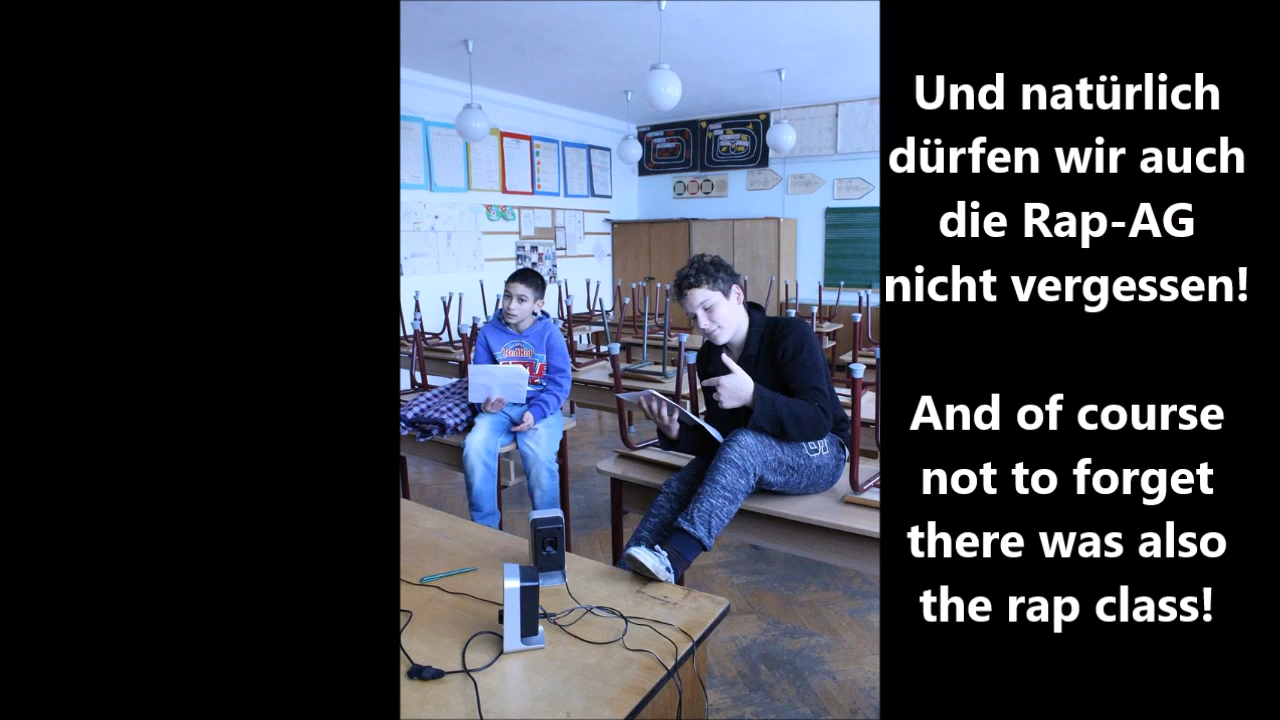 Und natürlich
dürfen wir auch
die Rap-AG
nicht vergessen!
And of course
not to forget
there was also
the rap class!